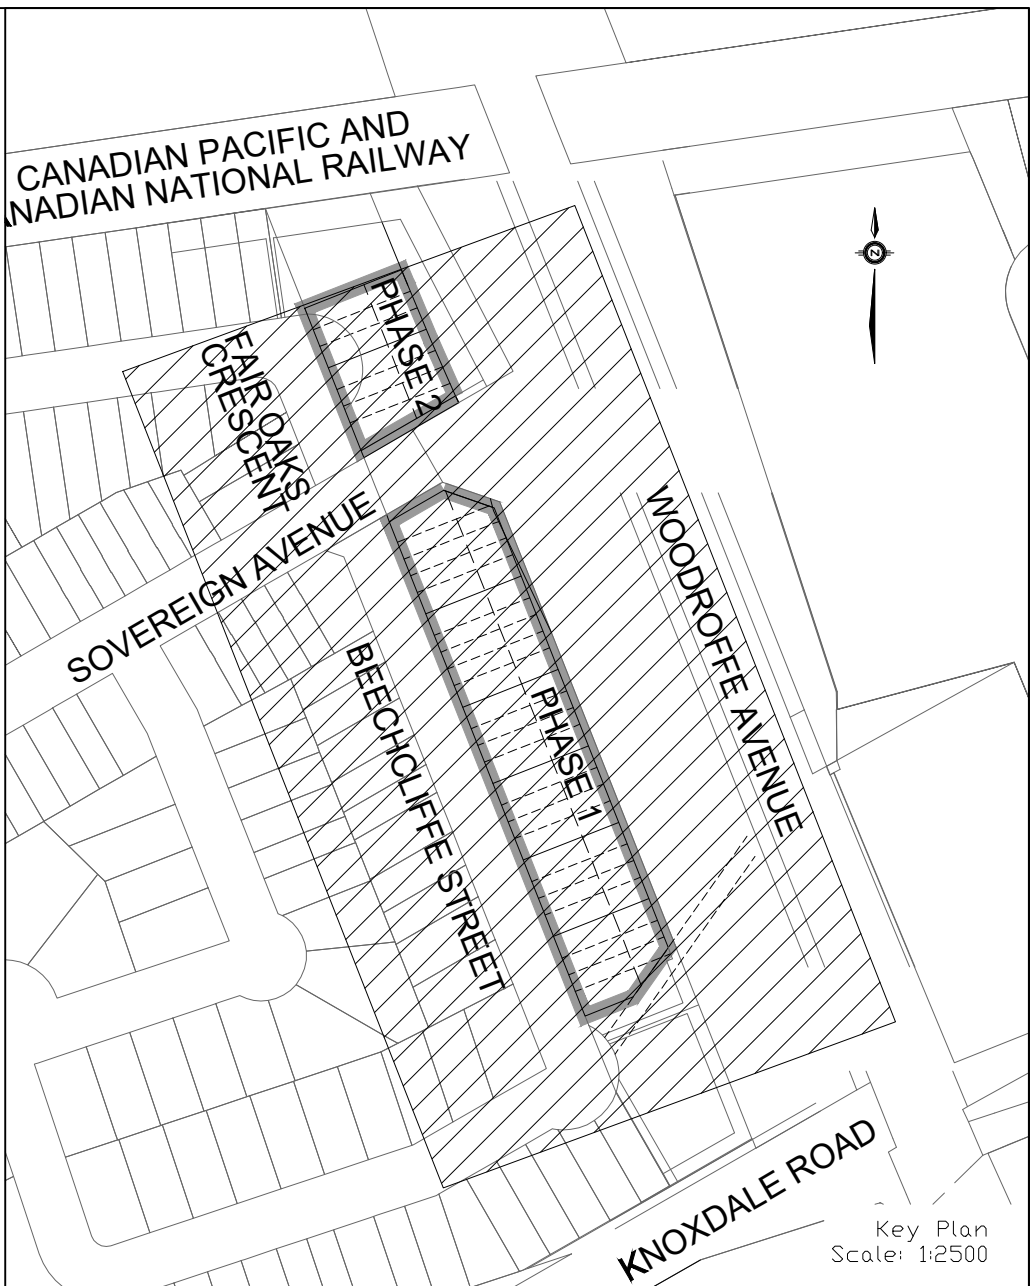 CANADIAN PACIFIC AND
ANADIAN NATIONAL RAILWAY
PHASE 2
FAIR OAKS
CRESCENT
SOVEREIGN AVENUE
WOODROFFE AVENUE
BEECHCLIFFE STREET
PHASE 1
KNOXDALE ROAD
N
Key Plan
Scale: 1:2500